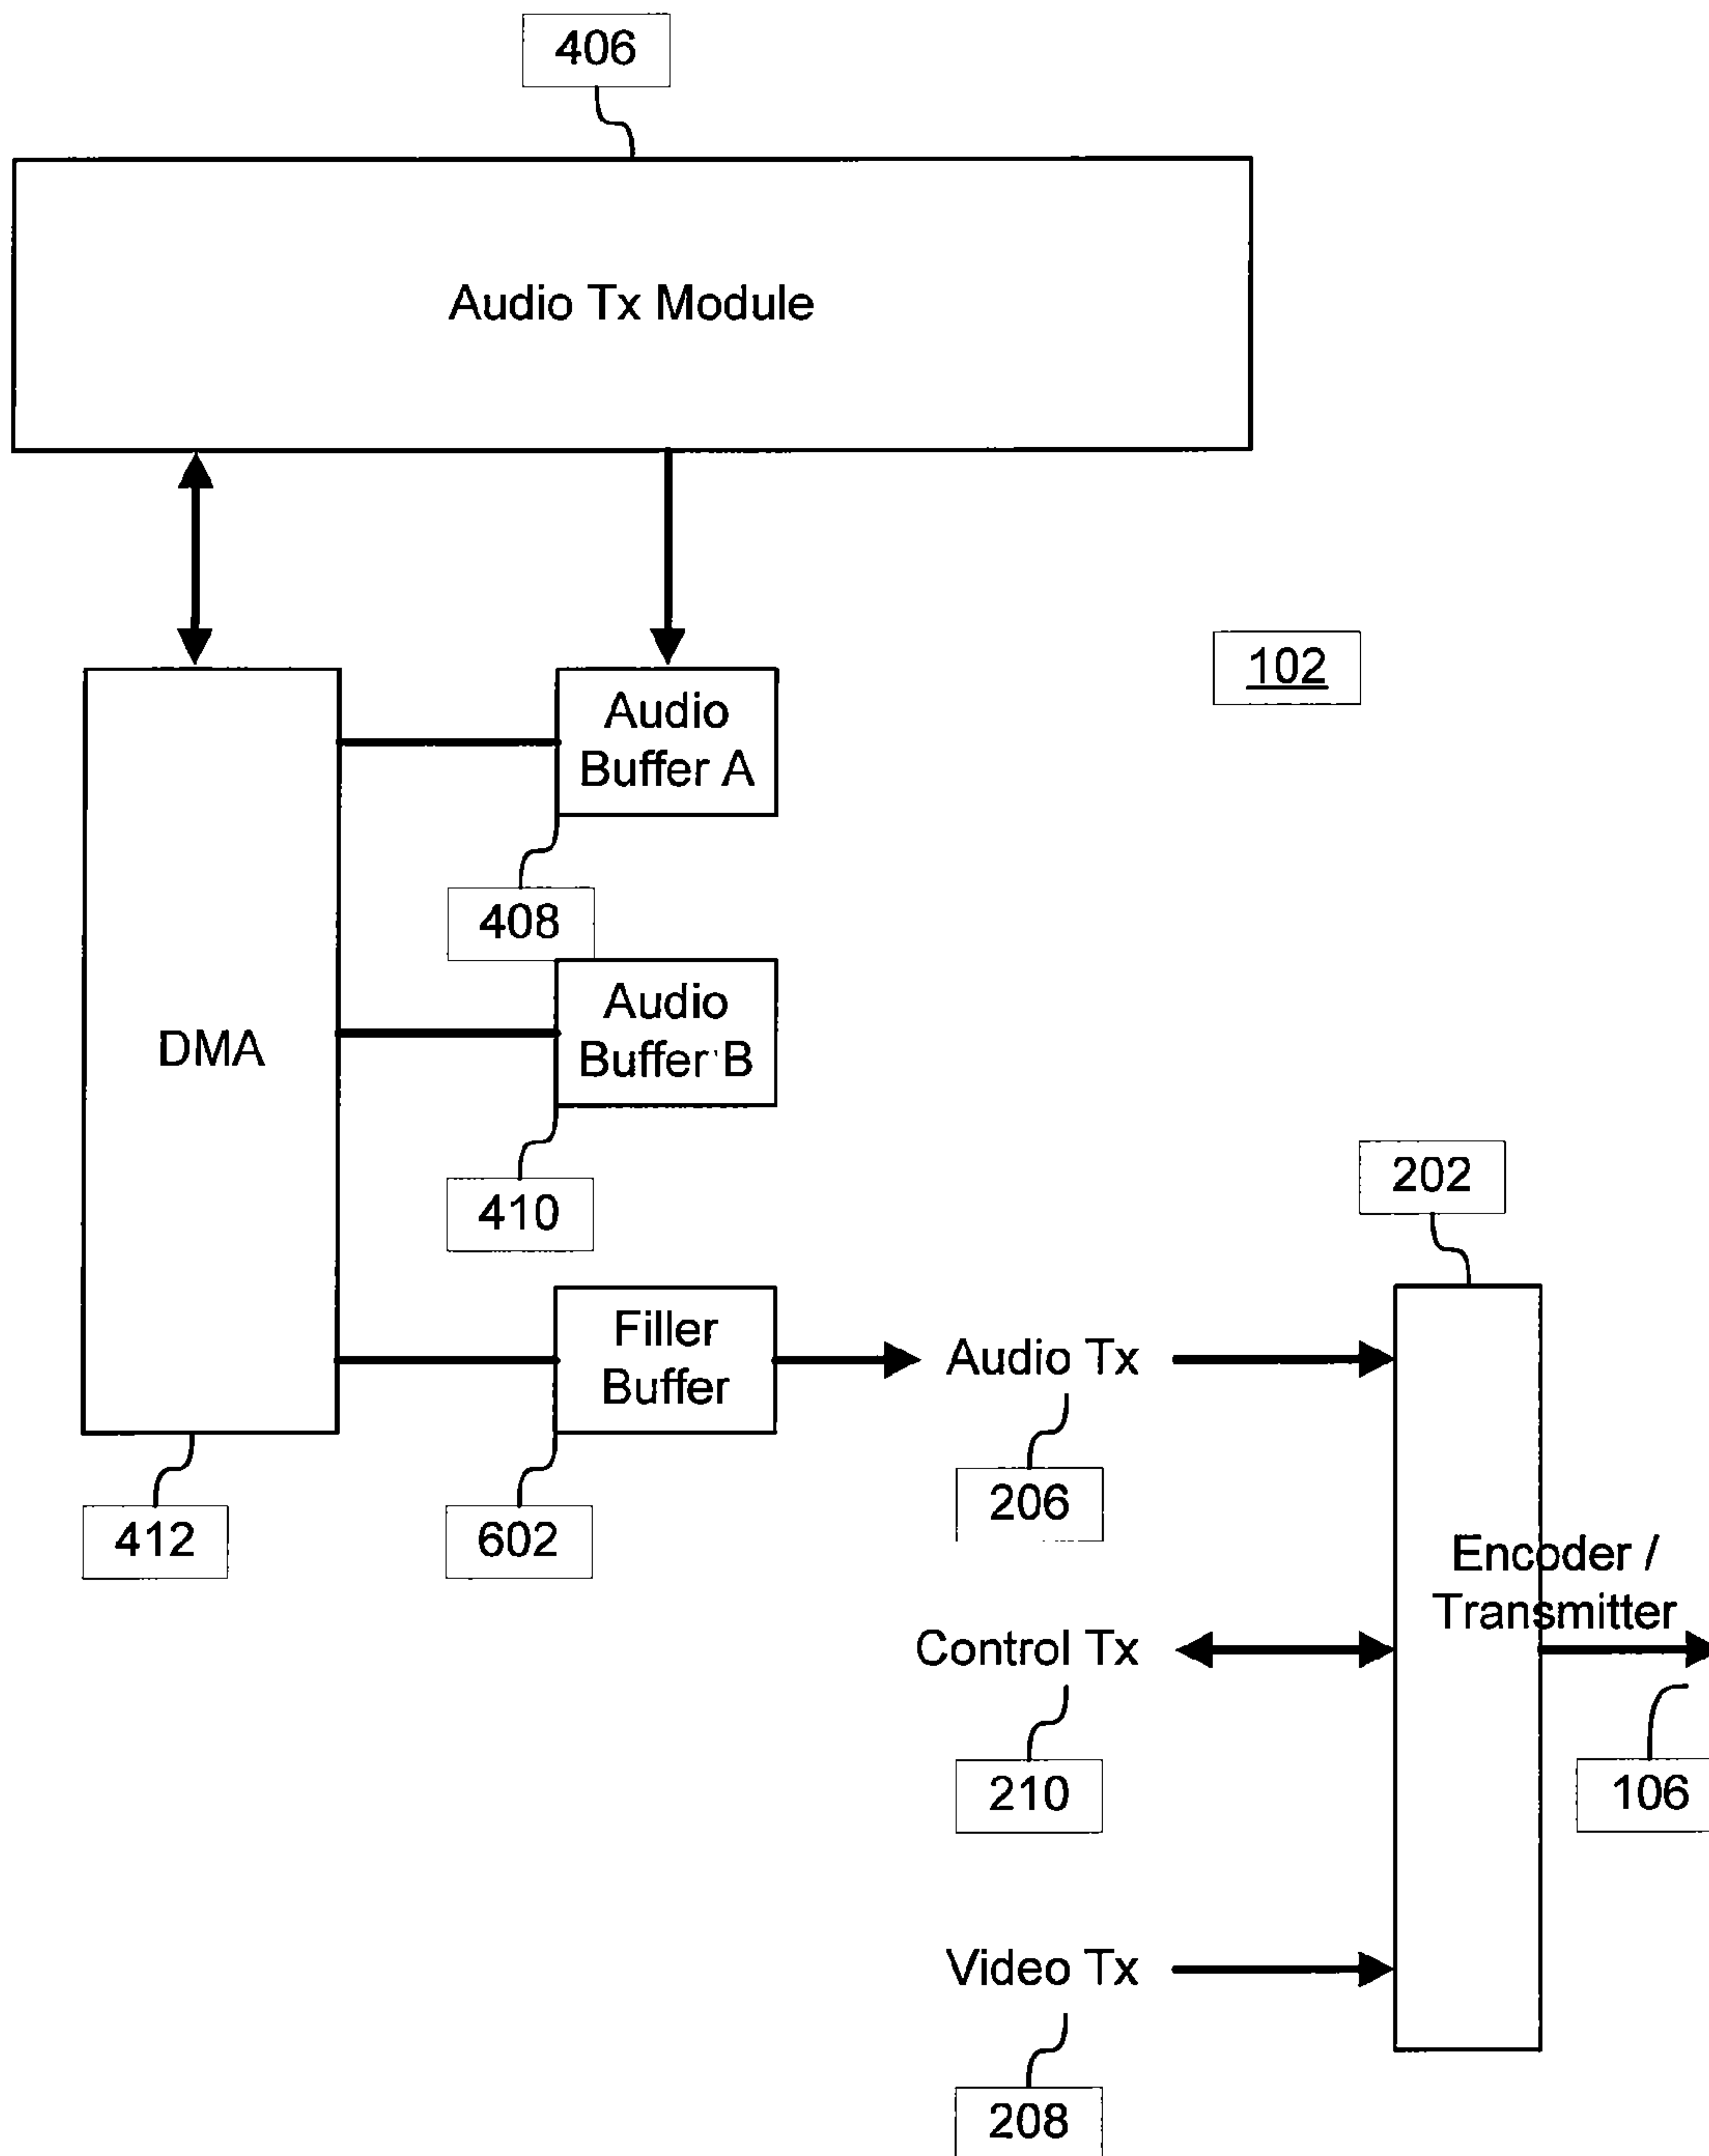 406
Audio Tx Module
102
Audio
Buffer A
408
DMA
Audio
Buffer B
410
202
Filler
Buffer
Audio Tx
412
602
206
Encoder /
Transmitter
Control Tx
210
106
Video Tx
208